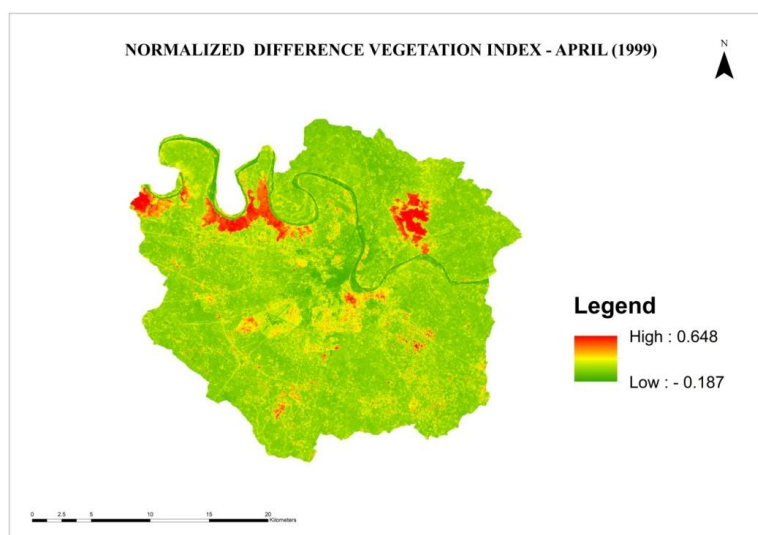 NORMALIZED DIFFERENCE VEGETATION INDEX - APRIL (1999)
N
Legend
High : 0.648
Low : - 0.187
0 2.5 5 10 15 20
Kilometers